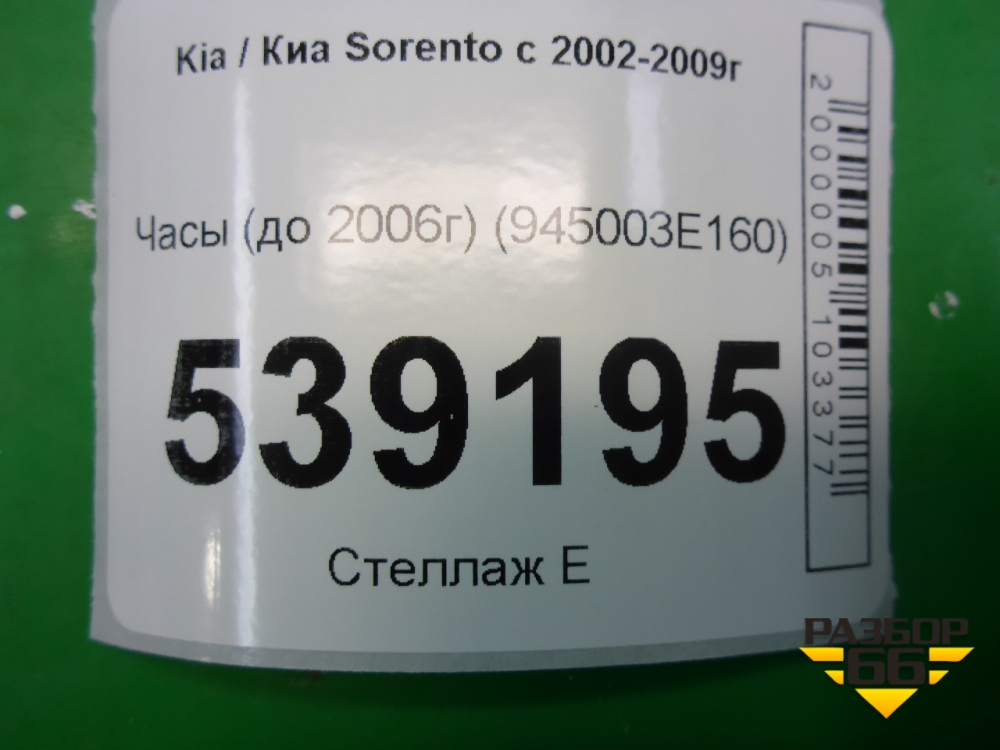 Kia / Киа Sorento с 2002-2009г
Часы (до 2006г) (945003E160)
539195
Стеллаж Е
2000005103377
РАЗБОР
66